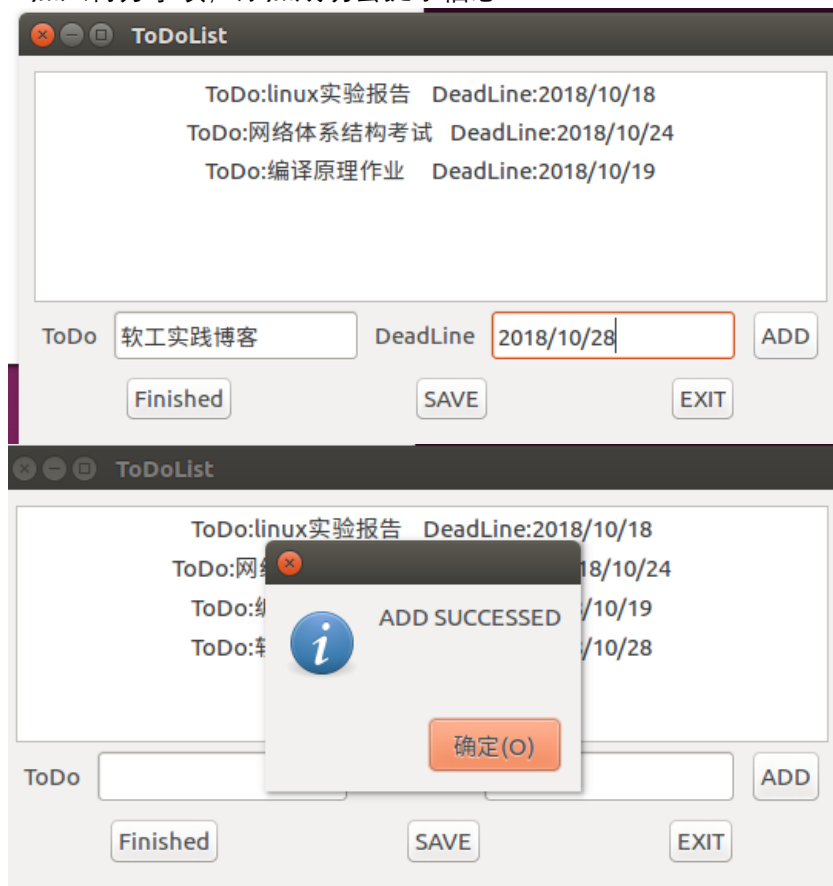 ToDoList
ToDo:linux实验报告 DeadLine:2018/10/18
ToDo:网络体系结构考试 DeadLine:2018/10/24
ToDo:编译原理作业 DeadLine:2018/10/19
ToDo 软工实践博客 DeadLine 2018/10/28 ADD
Finished SAVE EXIT
ToDoList
ToDo:linux实验报告 DeadLine:2018/10/18
ToDo:网 18/10/24
ToDo: /10/19
ToDo: /10/28
ADD SUCCESSED
确定(O)
ToDo ADD
Finished SAVE EXIT